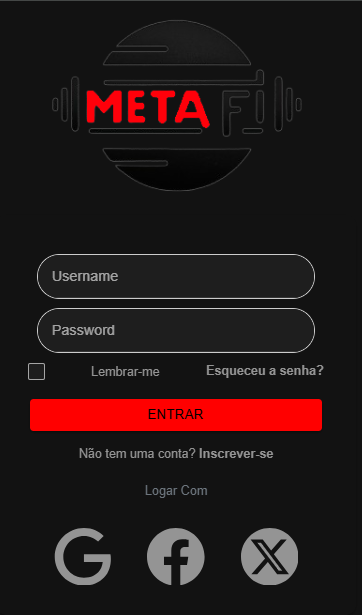 META FI
Username
Password
Lembrar-me Esqueceu a senha?
ENTRAR
Não tem uma conta? Inscrever-se
Logar Com